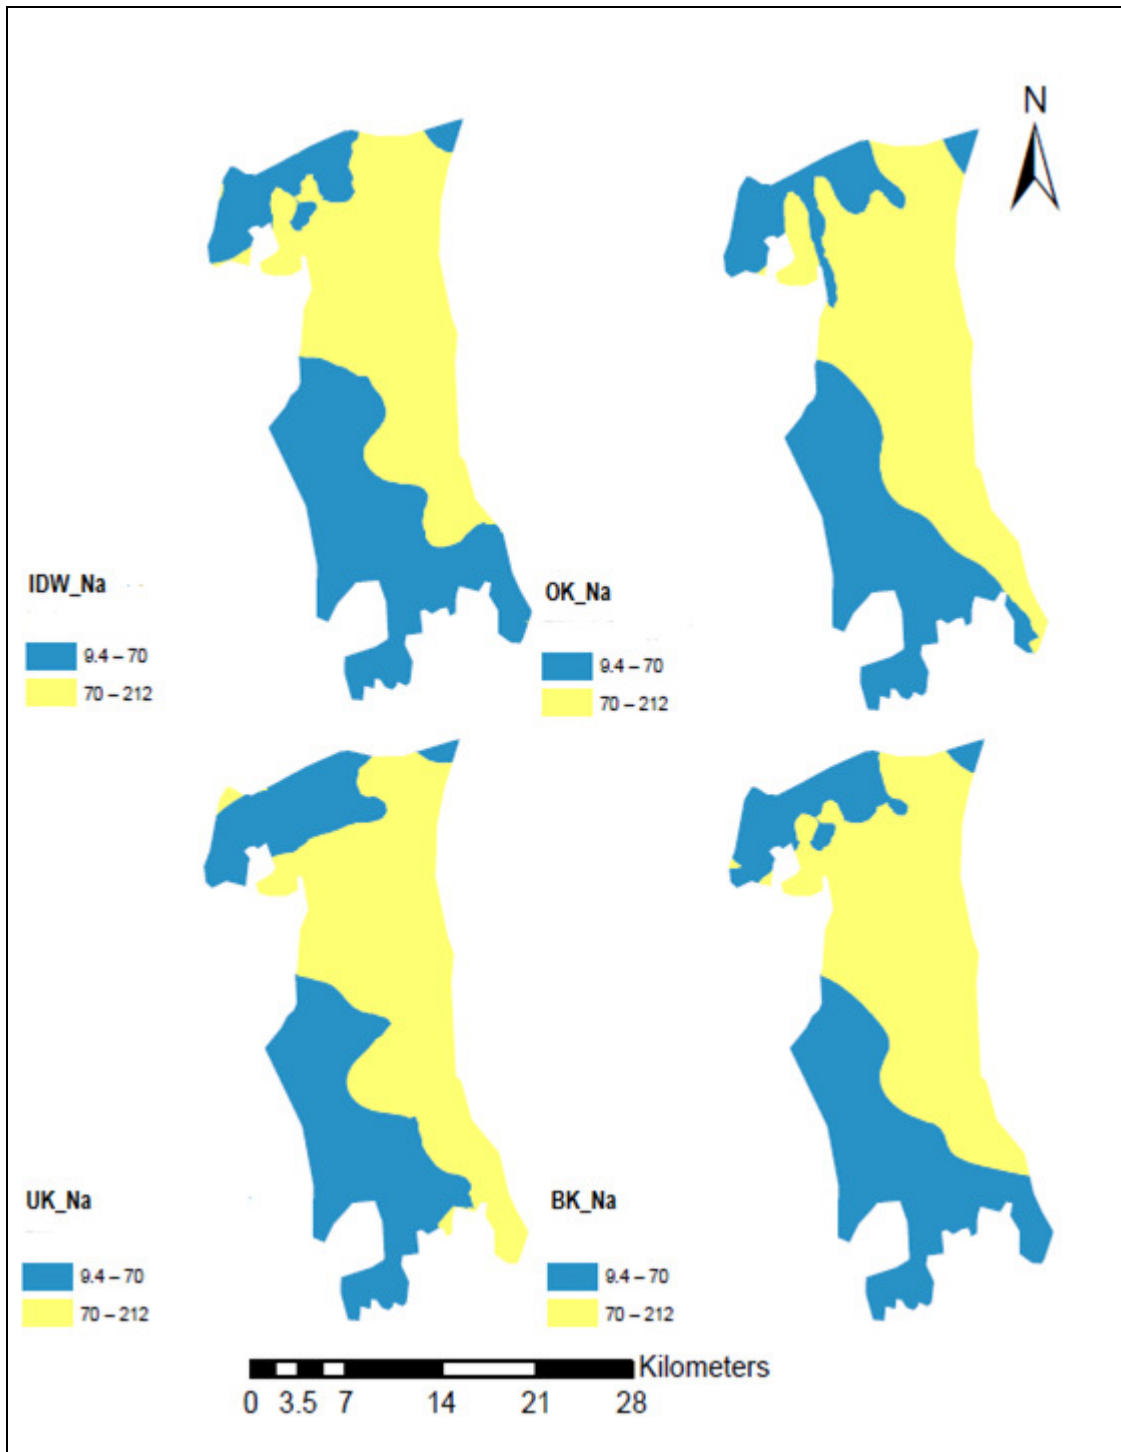 N
IDW_Na
9.4 – 70
70 – 212
OK_Na
9.4 – 70
70 – 212
UK_Na
9.4 – 70
70 – 212
BK_Na
9.4 – 70
70 – 212
Kilometers
0 3.5 7 14 21 28